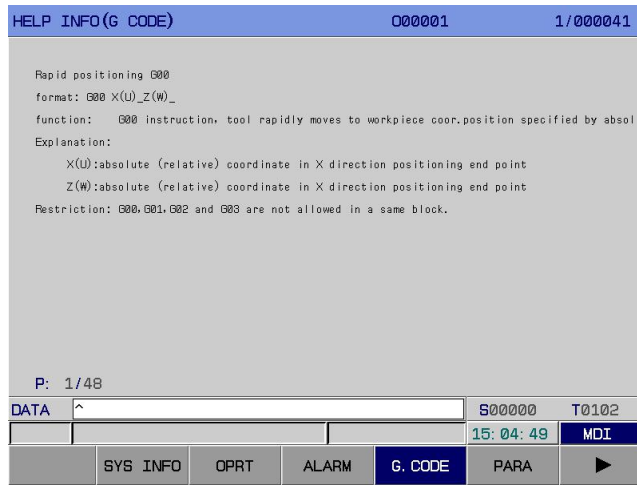 HELP INFO(G CODE) O00001 1/000041
Rapid positioning G00
format: G00 X(U)_Z(W)_
function: G00 instruction, tool rapidly moves to workpiece coor.position specified by absol
Explanation:
X(U):absolute (relative) coordinate in X direction positioning end point
Z(W):absolute (relative) coordinate in X direction positioning end point
Restriction: G00,G01,G02 and G03 are not allowed in a same block.
P: 1/48
DATA ^ S00000 T0102
15:04:49 MDI
SYS INFO OPRT ALARM G.CODE PARA ▶